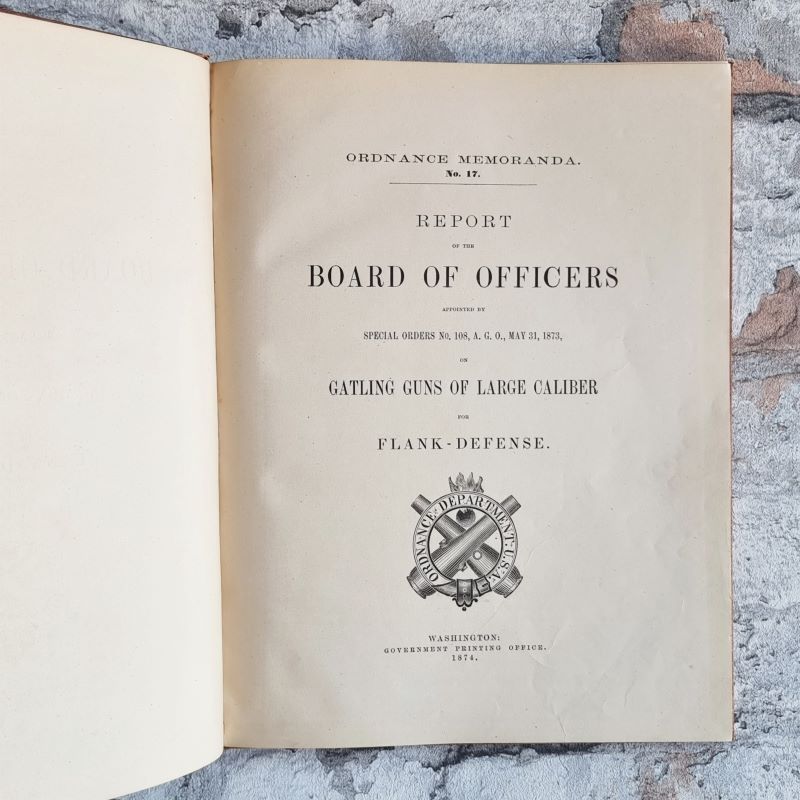 ORDNANCE MEMORANDA.
No. 17.
REPORT
OF THE
BOARD OF OFFICERS
APPOINTED BY
SPECIAL ORDERS No. 108, A. G. O., MAY 31, 1873,
ON
GATLING GUNS OF LARGE CALIBER
FOR
FLANK-DEFENSE.
ORDNANCE DEPARTMENT: U.S.A.
WASHINGTON:
GOVERNMENT PRINTING OFFICE.
1874.